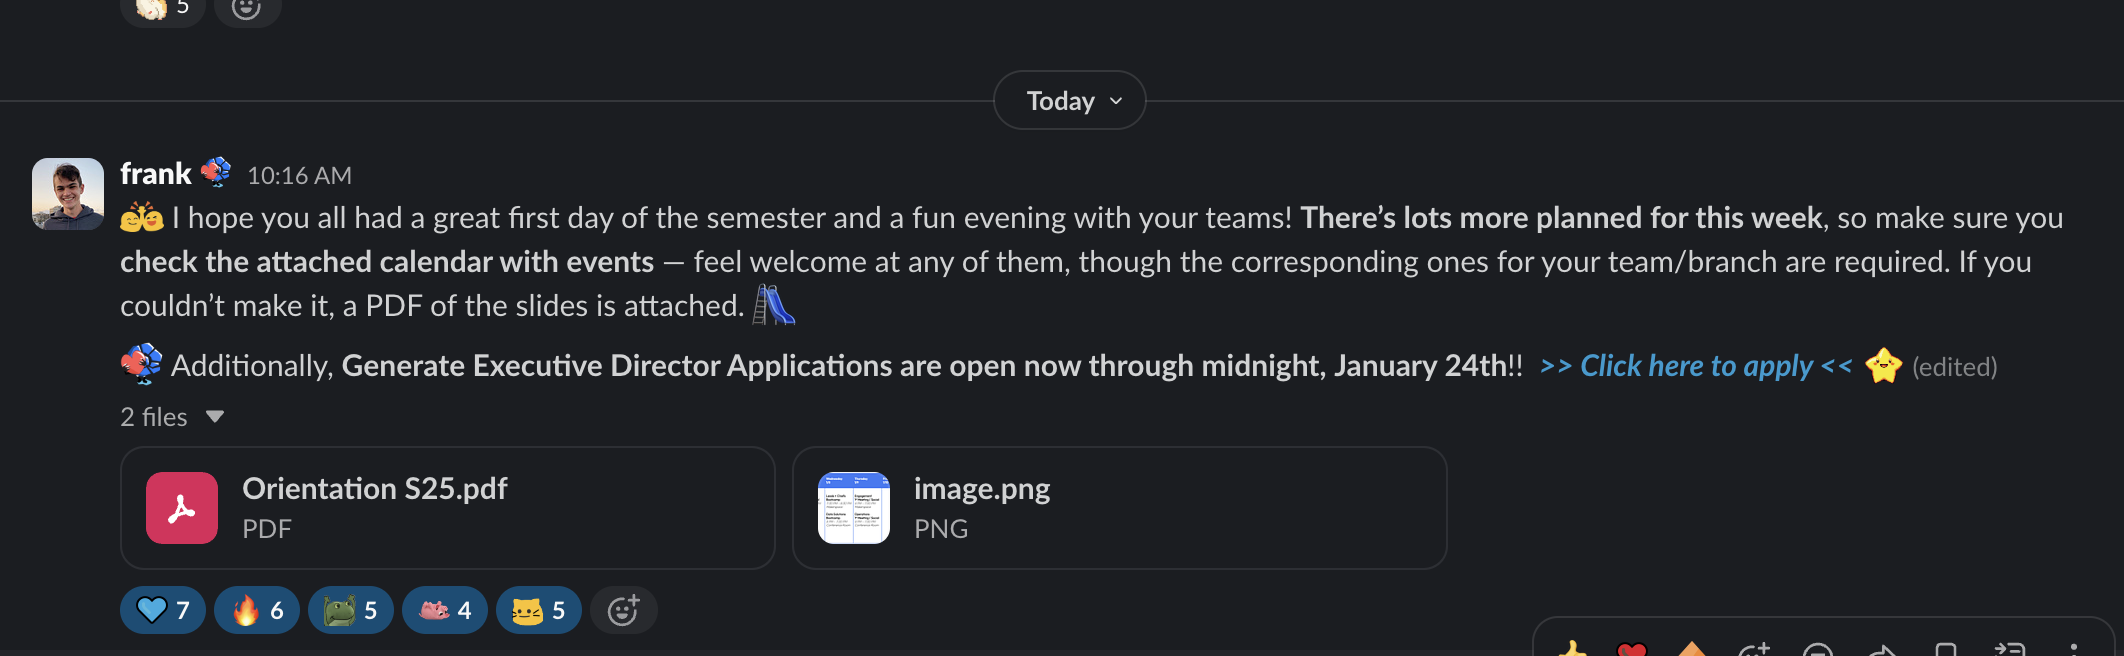 5
Today
frank 10:16 AM
I hope you all had a great first day of the semester and a fun evening with your teams! There’s lots more planned for this week, so make sure you
check the attached calendar with events — feel welcome at any of them, though the corresponding ones for your team/branch are required. If you
couldn’t make it, a PDF of the slides is attached.
Additionally, Generate Executive Director Applications are open now through midnight, January 24th!! >> Click here to apply << (edited)
2 files
Orientation S25.pdf
PDF
image.png
PNG
7 6 5 4 5